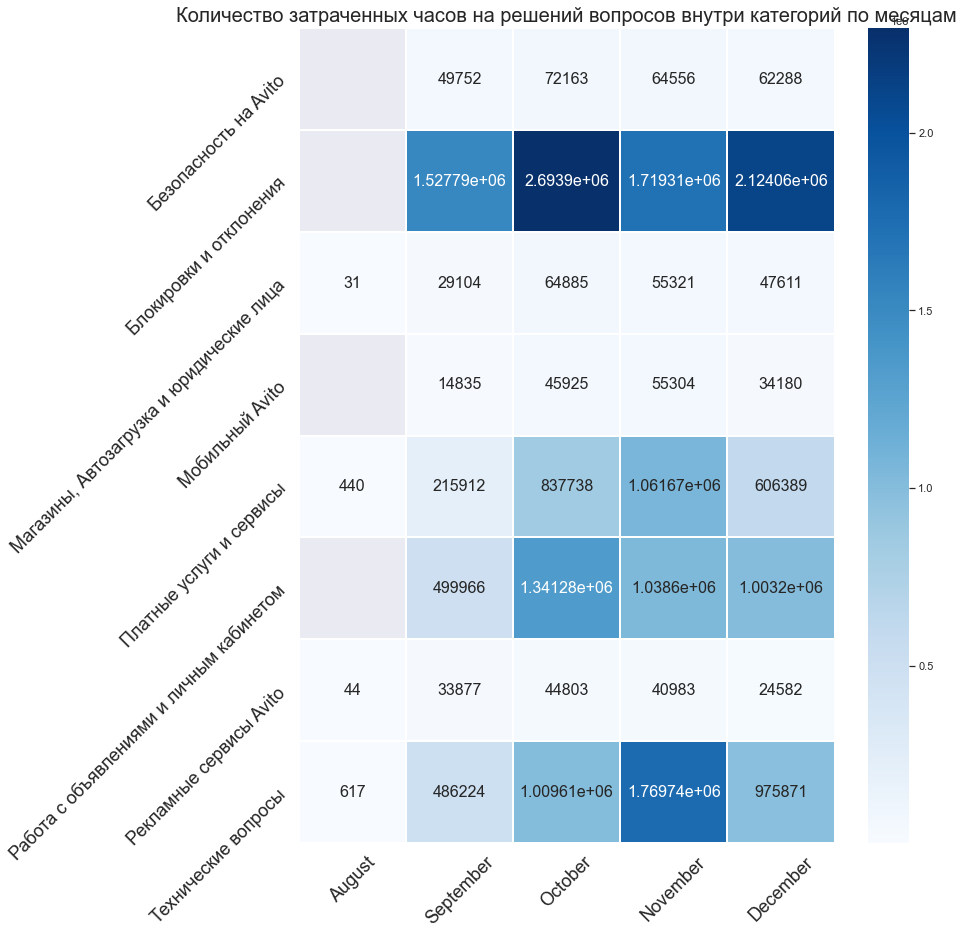 Количество затраченных часов на решений вопросов внутри категорий по месяцам
1e6
Безопасность на Avito
49752 72163 64556 62288
2.0
Блокировки и отклонения
1.52779e+06 2.6939e+06 1.71931e+06 2.12406e+06
Магазины, Автозагрузка и юридические лица
31 29104 64885 55321 47611
1.5
Мобильный Avito
14835 45925 55304 34180
Платные услуги и сервисы
440 215912 837738 1.06167e+06 606389
1.0
Работа с объявлениями и личным кабинетом
499966 1.34128e+06 1.0386e+06 1.0032e+06
Рекламные сервисы Avito
44 33877 44803 40983 24582
0.5
Технические вопросы
617 486224 1.00961e+06 1.76974e+06 975871
August September October November December